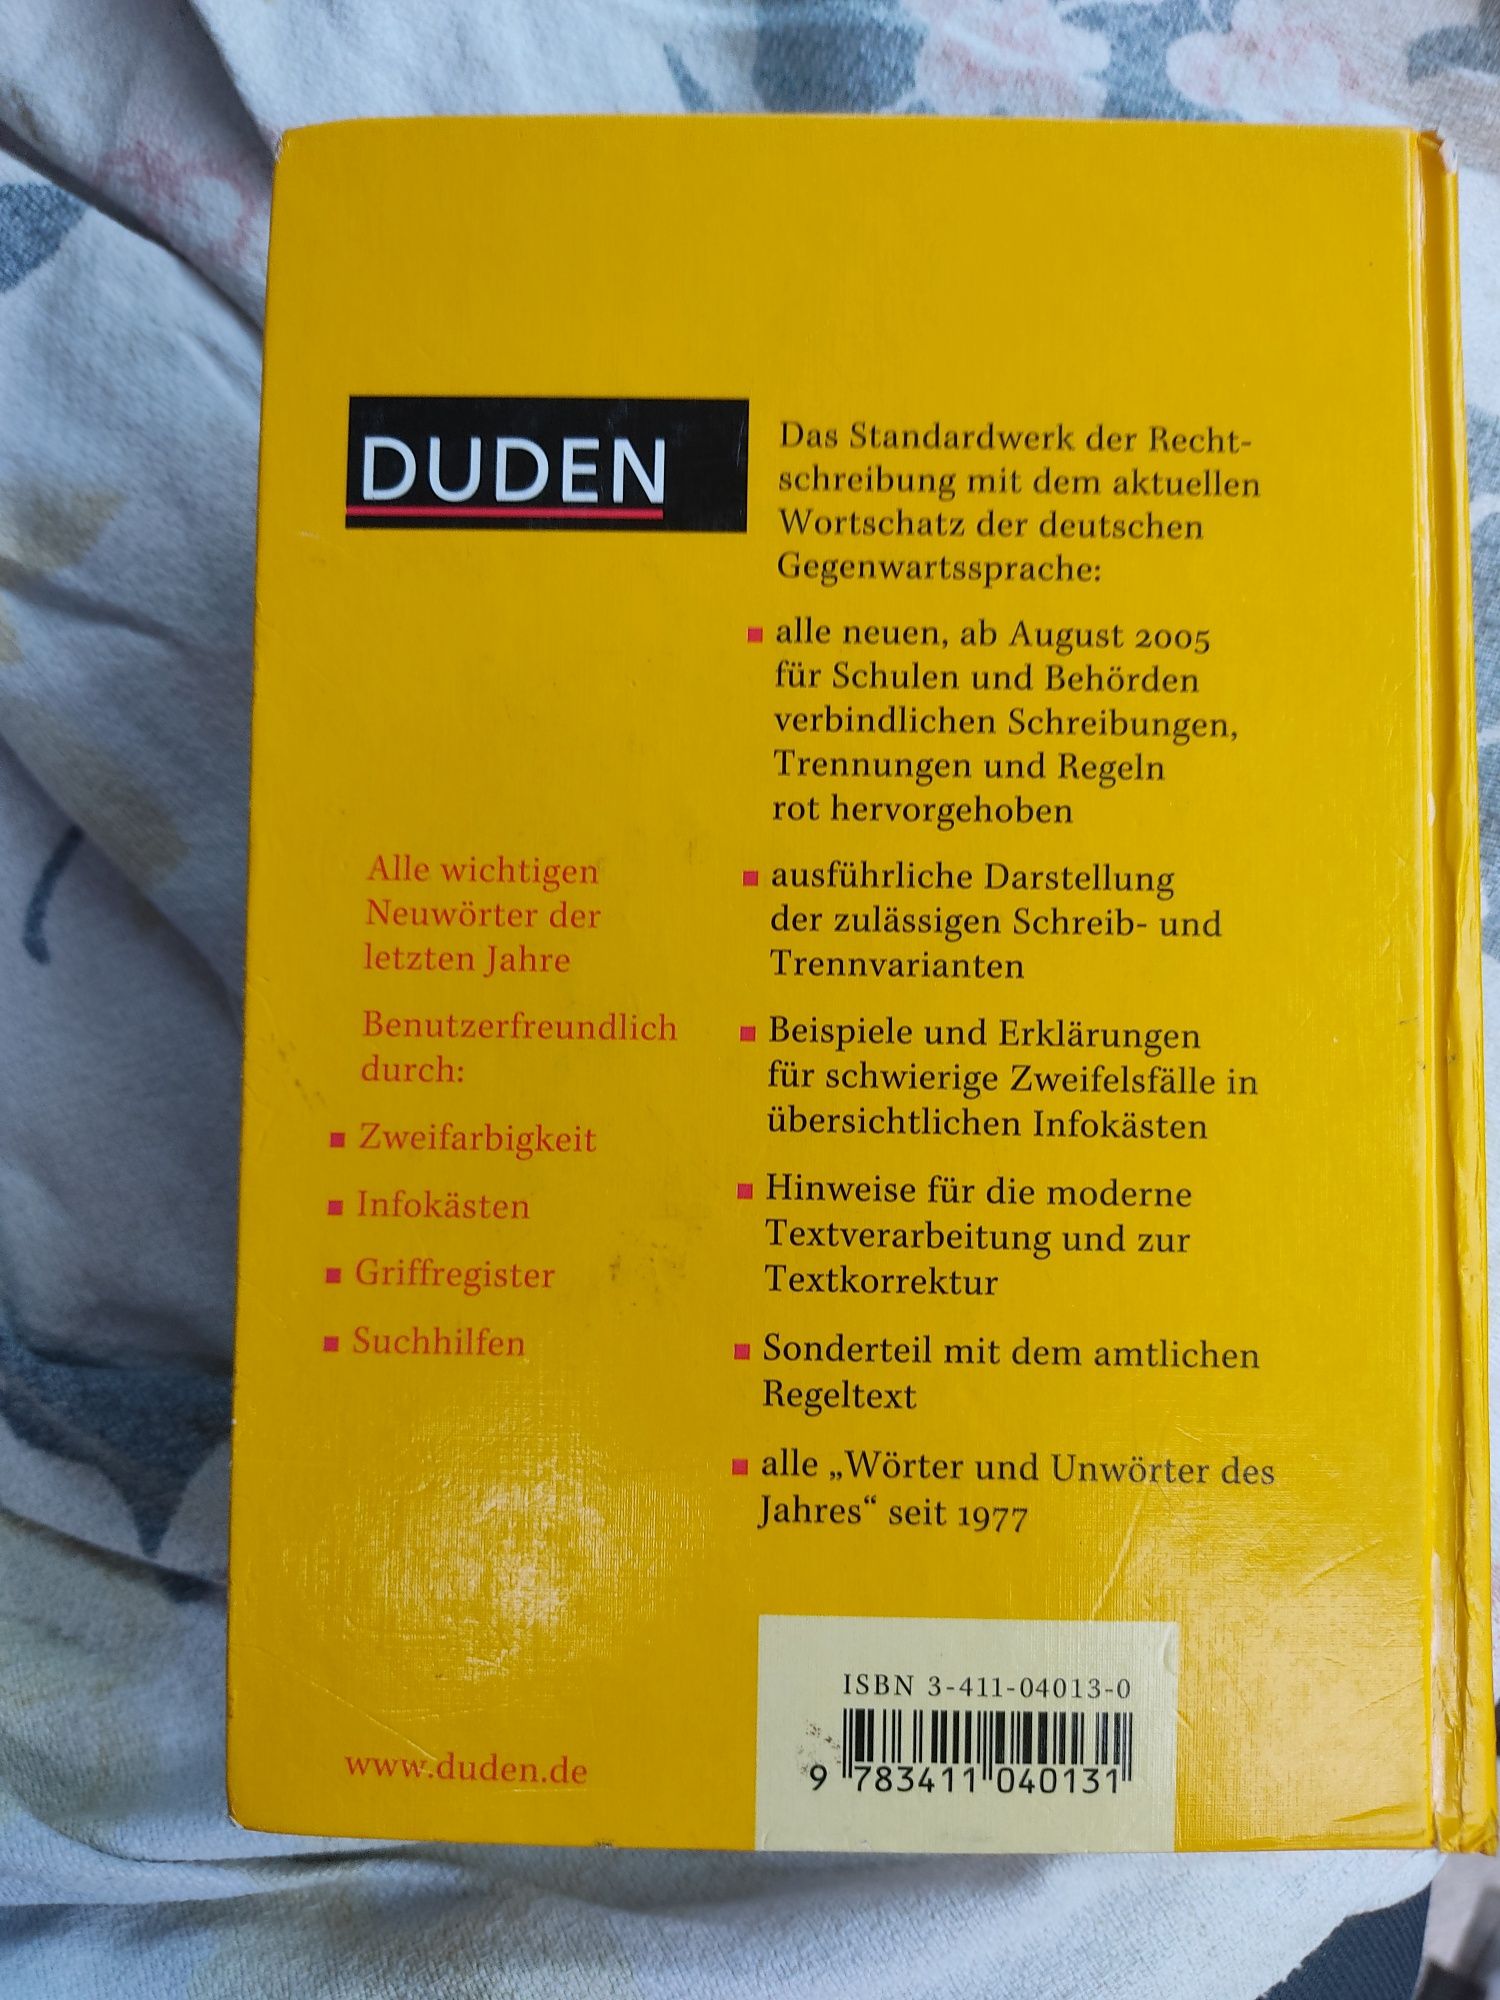 DUDEN
Das Standardwerk der Recht-
schreibung mit dem aktuellen
Wortschatz der deutschen
Gegenwartssprache:
alle neuen, ab August 2005
für Schulen und Behörden
verbindlichen Schreibungen,
Trennungen und Regeln
rot hervorgehoben
ausführliche Darstellung
der zulässigen Schreib- und
Trennvarianten
Beispiele und Erklärungen
für schwierige Zweifelsfälle in
übersichtlichen Infokästen
Hinweise für die moderne
Textverarbeitung und zur
Textkorrektur
Sonderteil mit dem amtlichen
Regeltext
alle „Wörter und Unwörter des
Jahres“ seit 1977
Alle wichtigen
Neuwörter der
letzten Jahre
Benutzerfreundlich
durch:
Zweifarbigkeit
Infokästen
Griffregister
Suchhilfen
www.duden.de
ISBN 3-411-04013-0
9 783411 040131